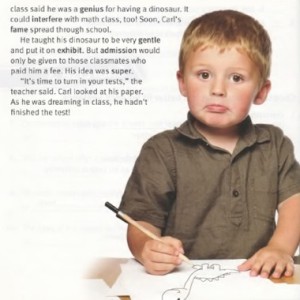 class said he was a genius for having a dinosaur. It
could interfere with math class, too! Soon, Carl's
fame spread through school.
He taught his dinosaur to be very gentle
and put it on exhibit. But admission would
only be given to those classmates who
paid him a fee. His idea was super.
"It's time to turn in your tests," the
teacher said. Carl looked at his paper.
As he was dreaming in class, he hadn't
finished the test!